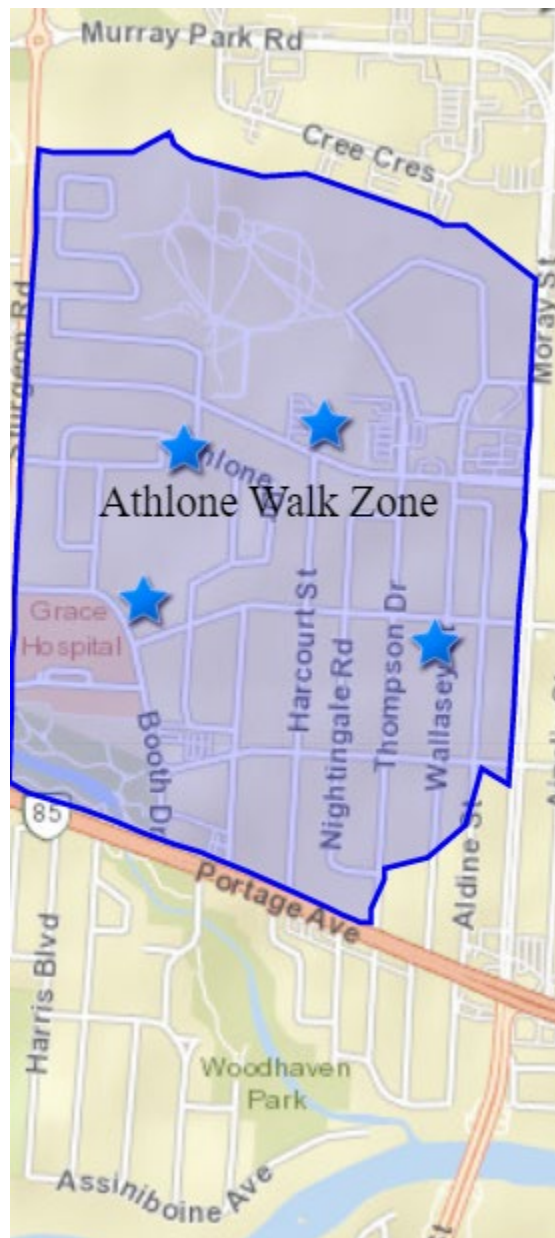 Murray Park Rd
Cree Cres
Moray St
Sturgeon Rd
Athlone
Athlone Walk Zone
Grace
Hospital
Harcourt St
Nightingale Rd
Thompson Dr
Wallasey
Booth Dr
Aldine St
85
Portage Ave
Harris Blvd
Woodhaven
Park
Assiniboine Ave
St